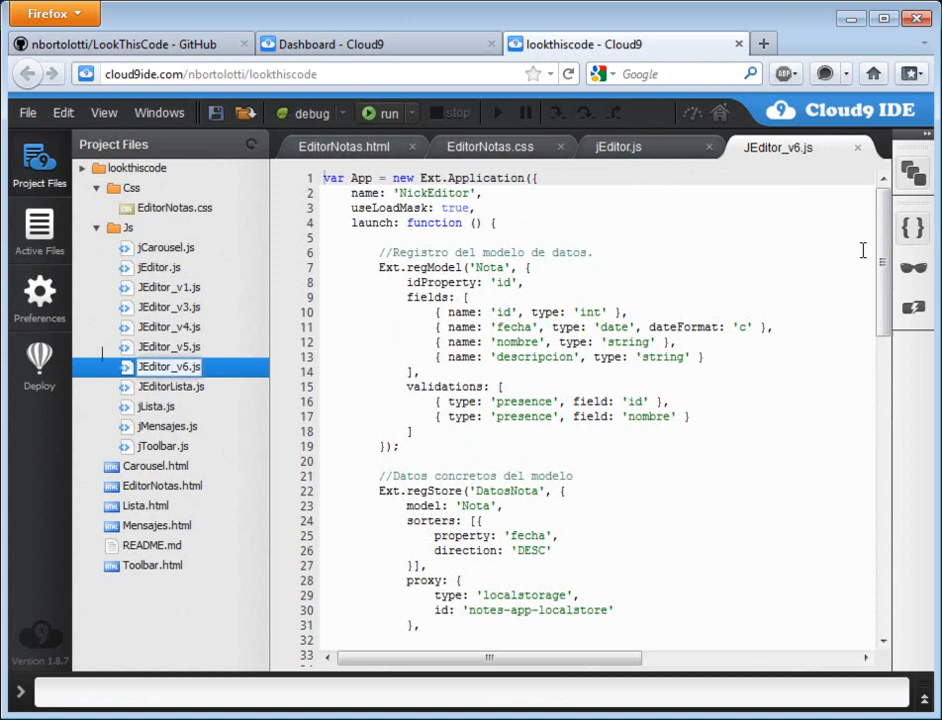 Firefox
nbortolotti/LookThisCode - GitHub
Dashboard - Cloud9
lookthiscode - Cloud9
cloud9ide.com/nbortolotti/lookthiscode
Google
ABP
File Edit View Windows debug run stop Cloud9 IDE
Project Files
EditorNotas.html
EditorNotas.css
jEditor.js
JEditor_v6.js
Project Files
Active Files
Preferences
Deploy
Version 1.8.7
lookthiscode
Css
EditorNotas.css
Js
jCarousel.js
jEditor.js
JEditor_v1.js
JEditor_v3.js
JEditor_v4.js
JEditor_v5.js
JEditor_v6.js
JEditorLista.js
jLista.js
jMensajes.js
jToolbar.js
Carousel.html
EditorNotas.html
Lista.html
Mensajes.html
README.md
Toolbar.html
1 var App = new Ext.Application({
2 name: 'NickEditor',
3 useLoadMask: true,
4 launch: function () {
5
6 //Registro del modelo de datos.
7 Ext.regModel('Nota', {
8 idProperty: 'id',
9 fields: [
10 { name: 'id', type: 'int' },
11 { name: 'fecha', type: 'date', dateFormat: 'c' },
12 { name: 'nombre', type: 'string' },
13 { name: 'descripcion', type: 'string' }
14 ],
15 validations: [
16 { type: 'presence', field: 'id' },
17 { type: 'presence', field: 'nombre' }
18 ]
19 });
20
21 //Datos concretos del modelo
22 Ext.regStore('DatosNota', {
23 model: 'Nota',
24 sorters: [{
25 property: 'fecha',
26 direction: 'DESC'
27 }],
28 proxy: {
29 type: 'localstorage',
30 id: 'notes-app-localstore'
31 },
32
33